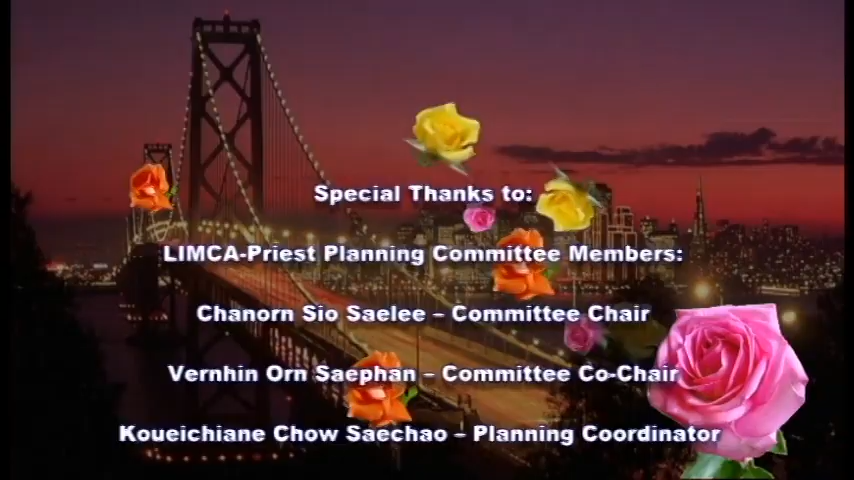 Special Thanks to:
LIMCA-Priest Planning Committee Members:
Chanorn Sio Saelee – Committee Chair
Vernhin Orn Saephan – Committee Co-Chair
Koueichiane Chow Saechao – Planning Coordinator